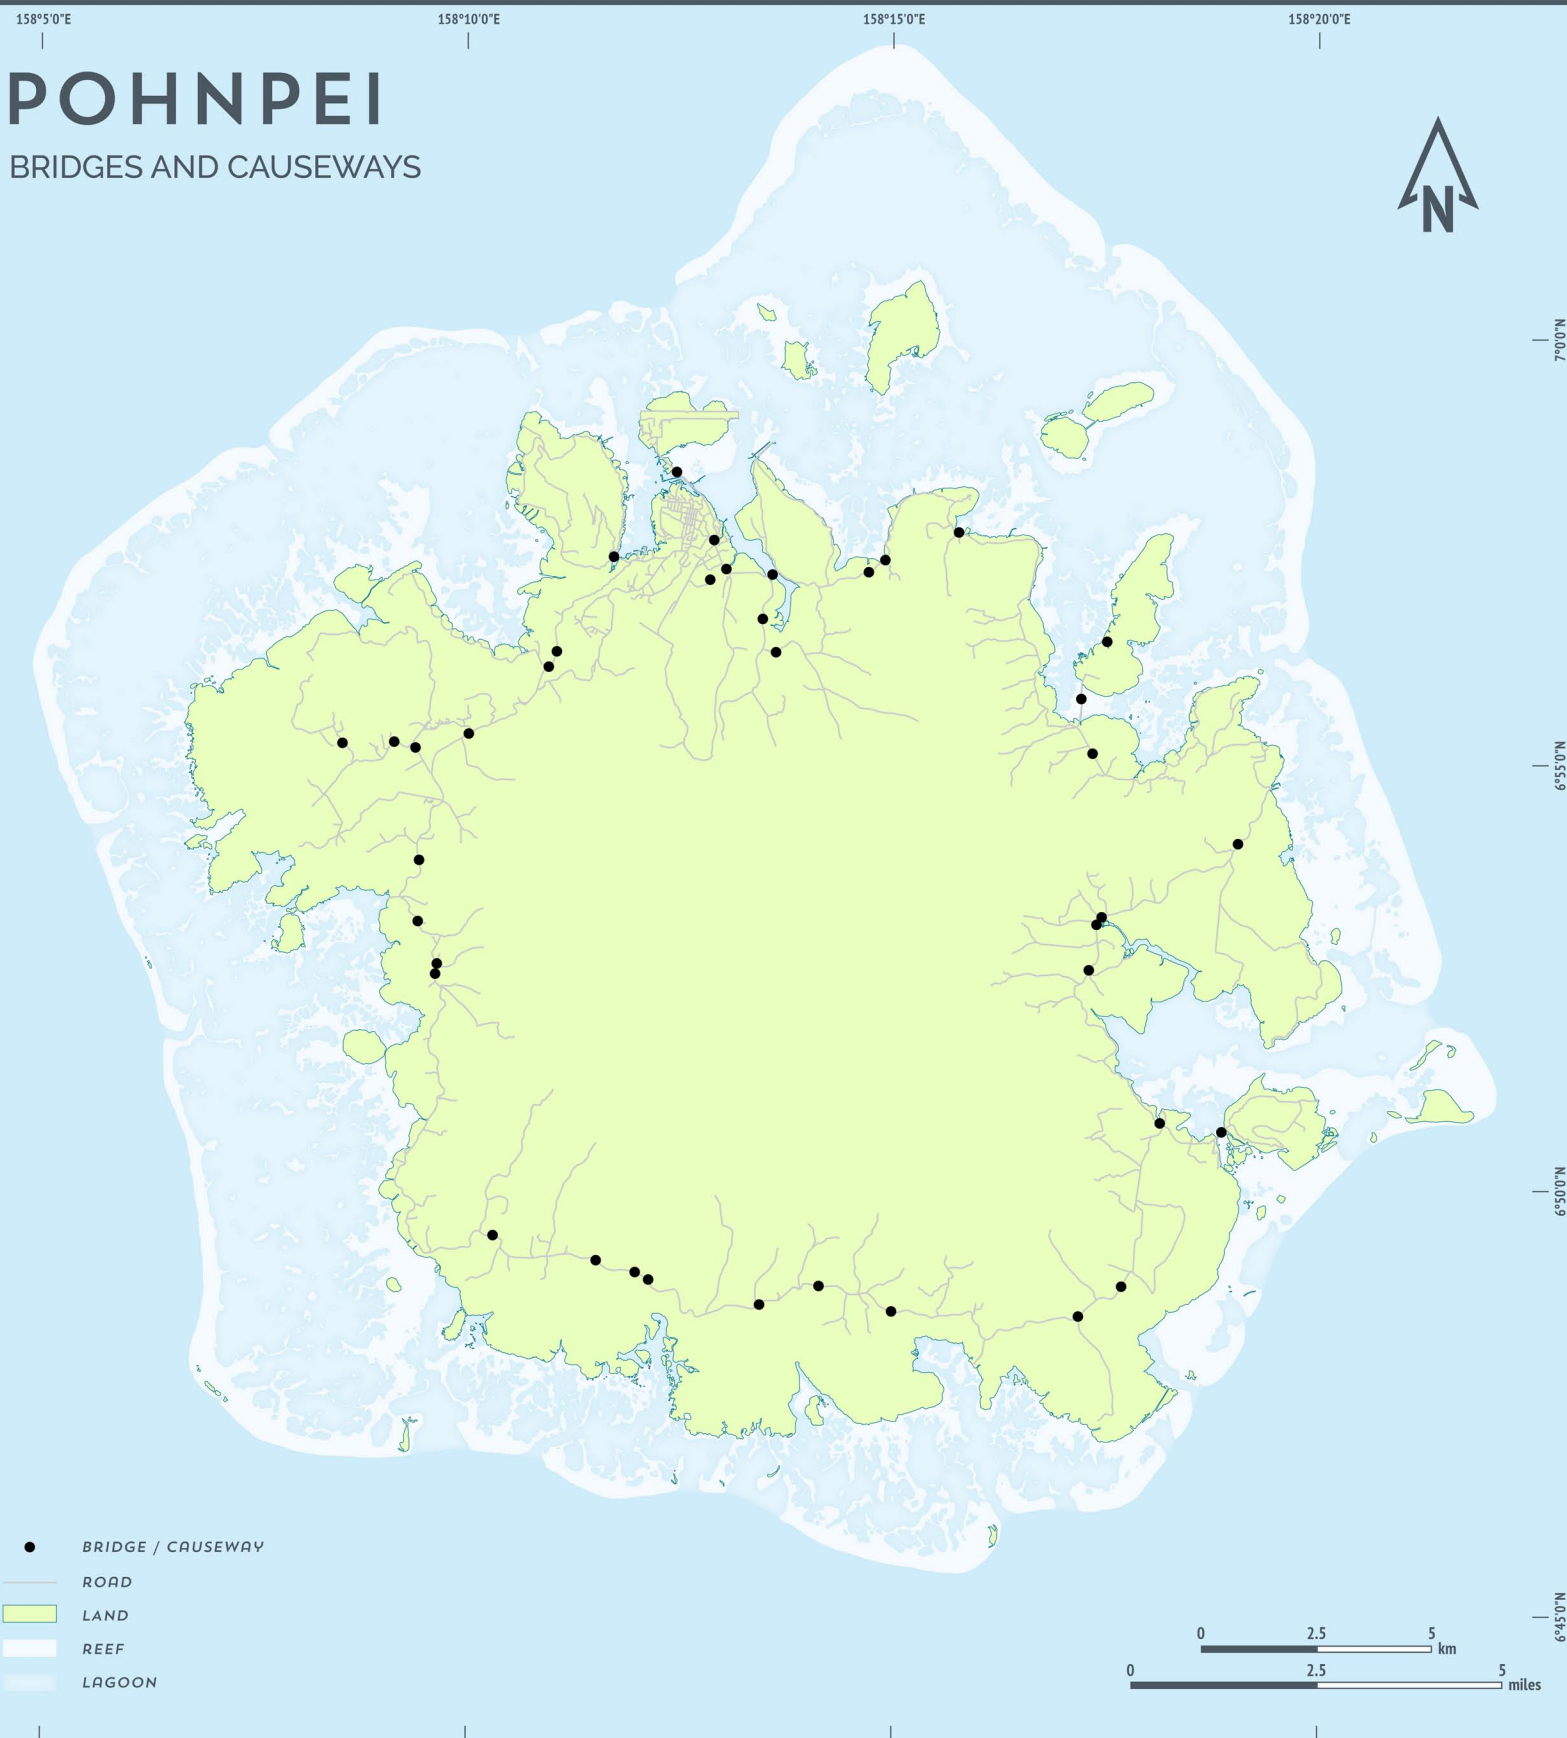 158°5'0"E
158°10'0"E
158°15'0"E
158°20'0"E
POHNPEI
BRIDGES AND CAUSEWAYS
N
7°0'0"N
6°55'0"N
6°50'0"N
6°45'0"N
BRIDGE / CAUSEWAY
ROAD
LAND
REEF
LAGOON
0 2.5 5 km
0 2.5 5 miles